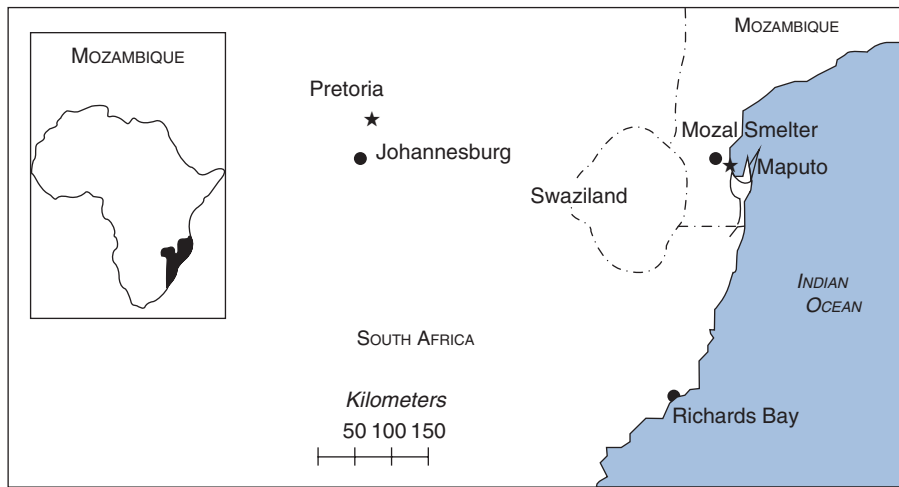 MOZAMBIQUE
MOZAMBIQUE
Pretoria
Johannesburg
Mozal Smelter
Maputo
Swaziland
INDIAN
OCEAN
SOUTH AFRICA
Kilometers
50 100 150
Richards Bay